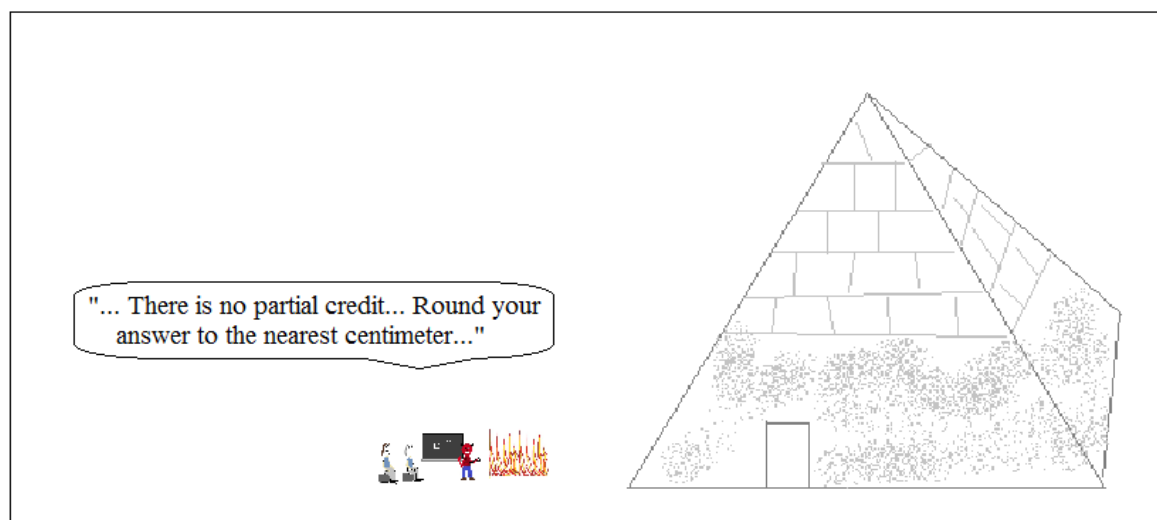 "... There is no partial credit... Round your
answer to the nearest centimeter..."